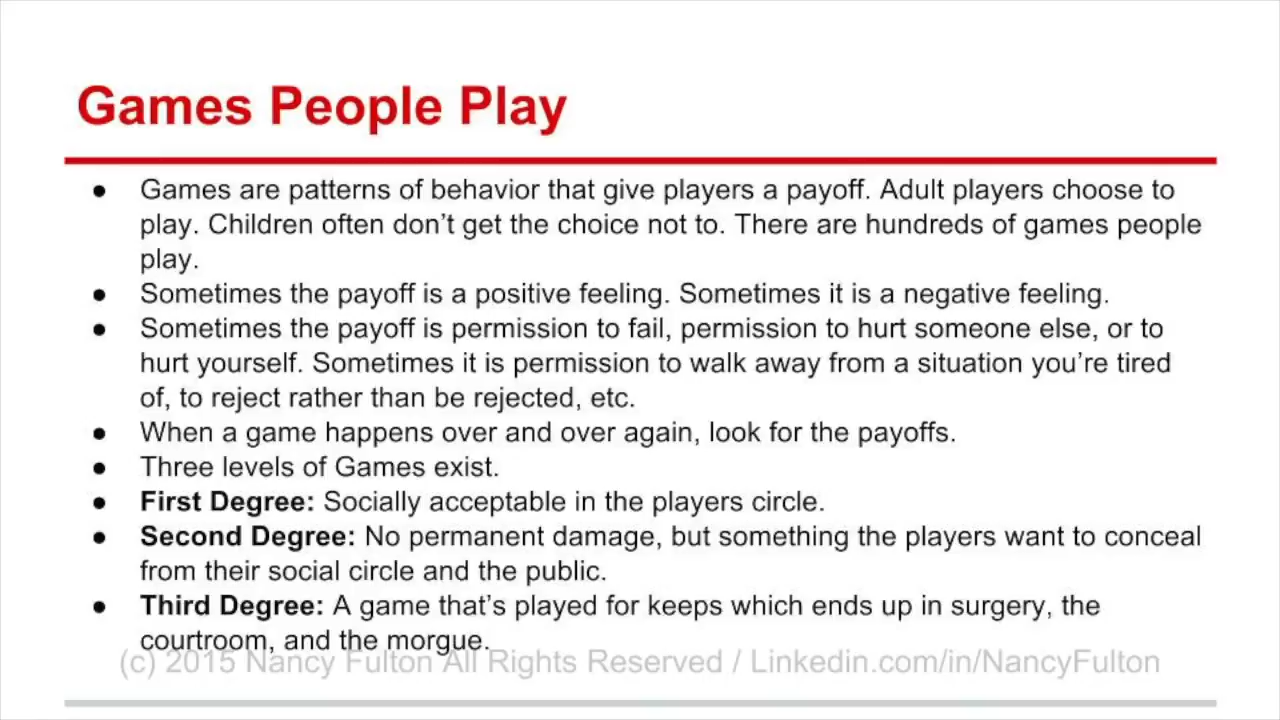 Games People Play
● Games are patterns of behavior that give players a payoff. Adult players choose to
play. Children often don’t get the choice not to. There are hundreds of games people
play.
● Sometimes the payoff is a positive feeling. Sometimes it is a negative feeling.
● Sometimes the payoff is permission to fail, permission to hurt someone else, or to
hurt yourself. Sometimes it is permission to walk away from a situation you’re tired
of, to reject rather than be rejected, etc.
● When a game happens over and over again, look for the payoffs.
● Three levels of Games exist.
● First Degree: Socially acceptable in the players circle.
● Second Degree: No permanent damage, but something the players want to conceal
from their social circle and the public.
● Third Degree: A game that’s played for keeps which ends up in surgery, the
courtroom, and the morgue.
(c) 2015 Nancy Fulton All Rights Reserved / Linkedin.com/in/NancyFulton